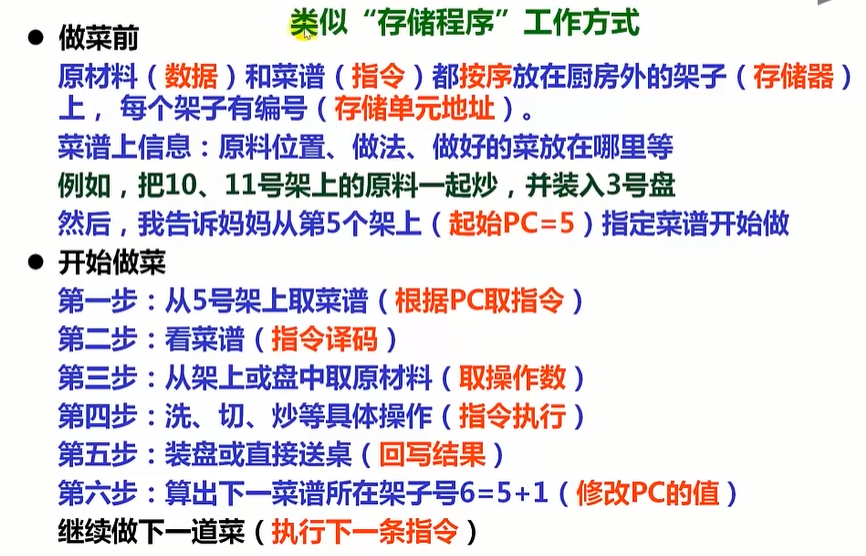 类似“存储程序”工作方式
● 做菜前
原材料（数据）和菜谱（指令）都按序放在厨房外的架子（存储器）
上， 每个架子有编号（存储单元地址）。
菜谱上信息：原料位置、做法、做好的菜放在哪里等
例如，把10、11号架上的原料一起炒，并装入3号盘
然后，我告诉妈妈从第5个架上（起始PC=5）指定菜谱开始做
● 开始做菜
第一步：从5号架上取菜谱（根据PC取指令）
第二步：看菜谱（指令译码）
第三步：从架上或盘中取原材料（取操作数）
第四步：洗、切、炒等具体操作（指令执行）
第五步：装盘或直接送桌（回写结果）
第六步：算出下一菜谱所在架子号6=5+1（修改PC的值）
继续做下一道菜（执行下一条指令）